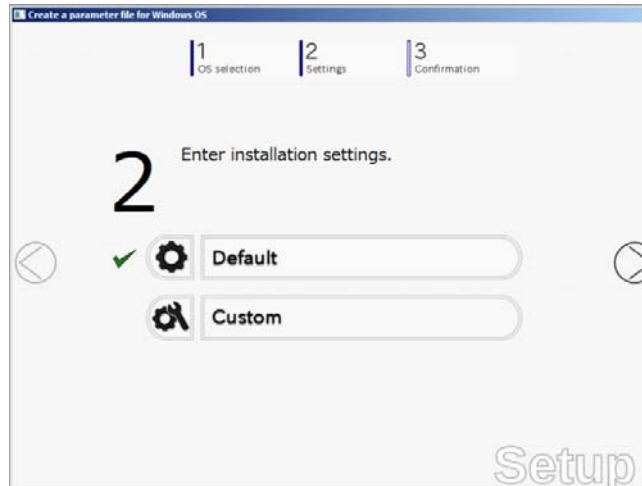 Create a parameter file for Windows OS
1
OS selection
2
Settings
3
Confirmation
2
Enter installation settings.
Default
Custom
Setup